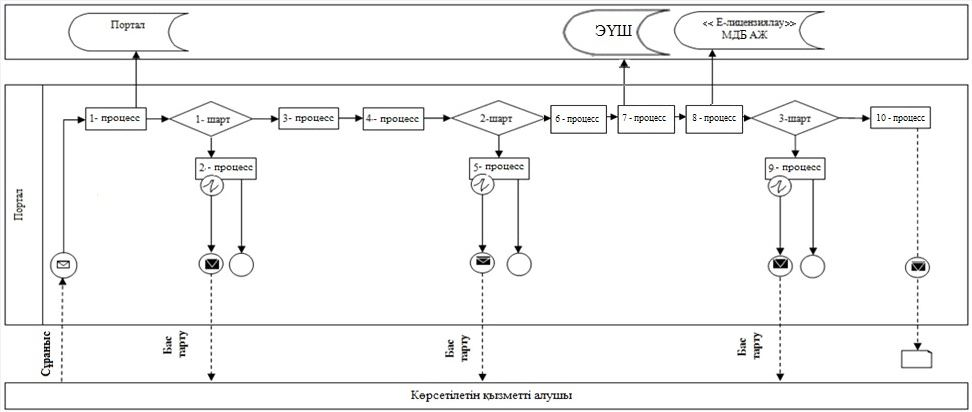 Портал
ЭҮШ
<< Е-лицензиялау>>
МДБ АЖ
Портал
1- процесс
1- шарт
3- процесс
4- процесс
2-шарт
6 - процесс
7 - процесс
8 - процесс
3-шарт
10 - процесс
2 - процесс
5- процесс
9 - процесс
Сұраныс
Бас
тарту
Бас
тарту
Бас
тарту
Көрсетілетін қызметті алушы